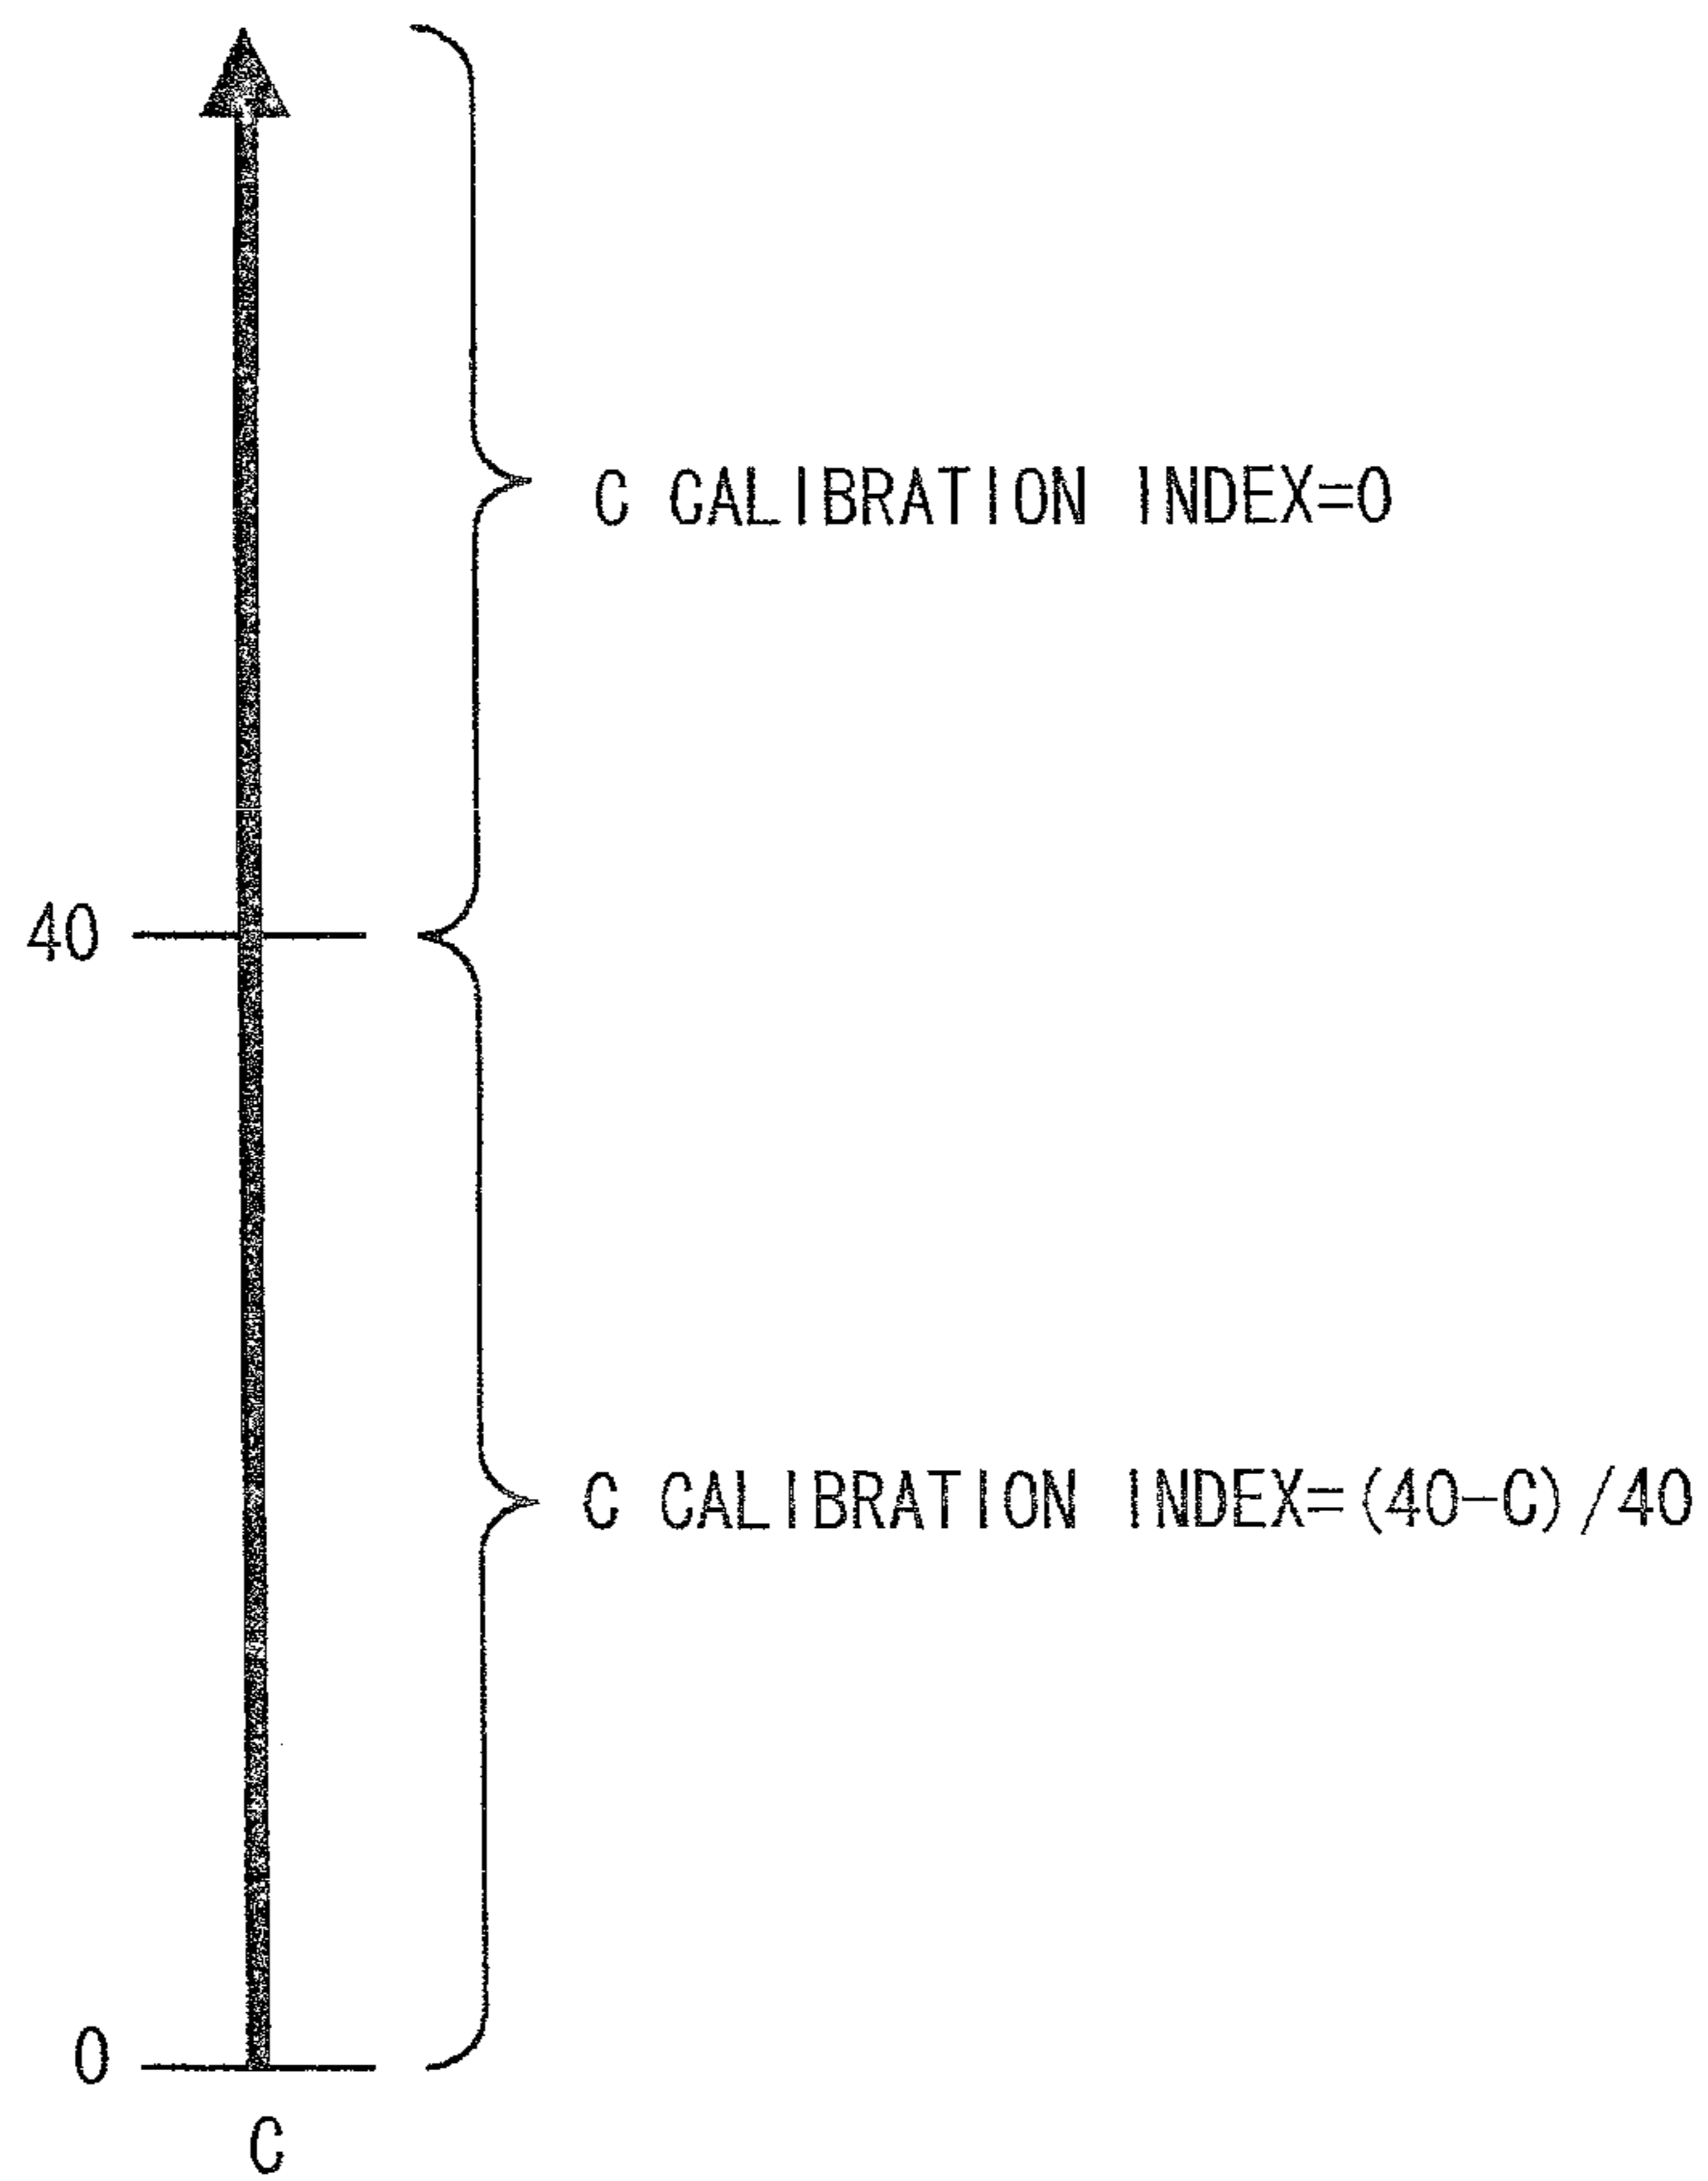 C CALIBRATION INDEX=0
40
C CALIBRATION INDEX=(40-C)/40
0
C